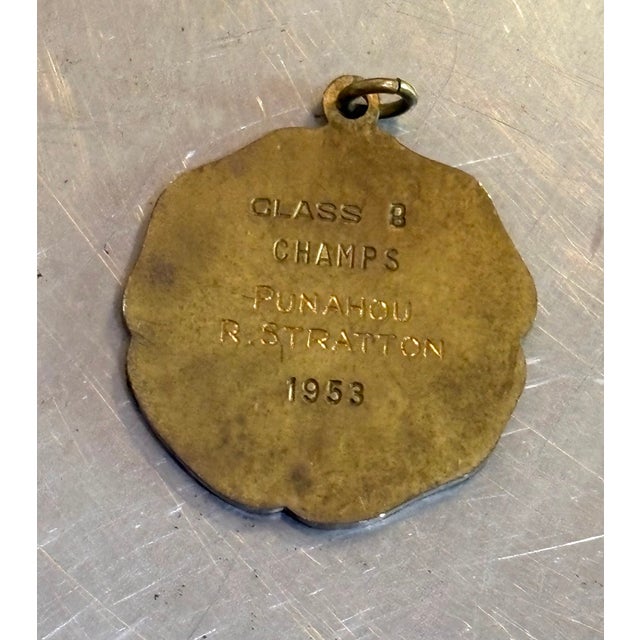 CLASS B
CHAMPS
PUNAHOU
R. STRATTON
1953